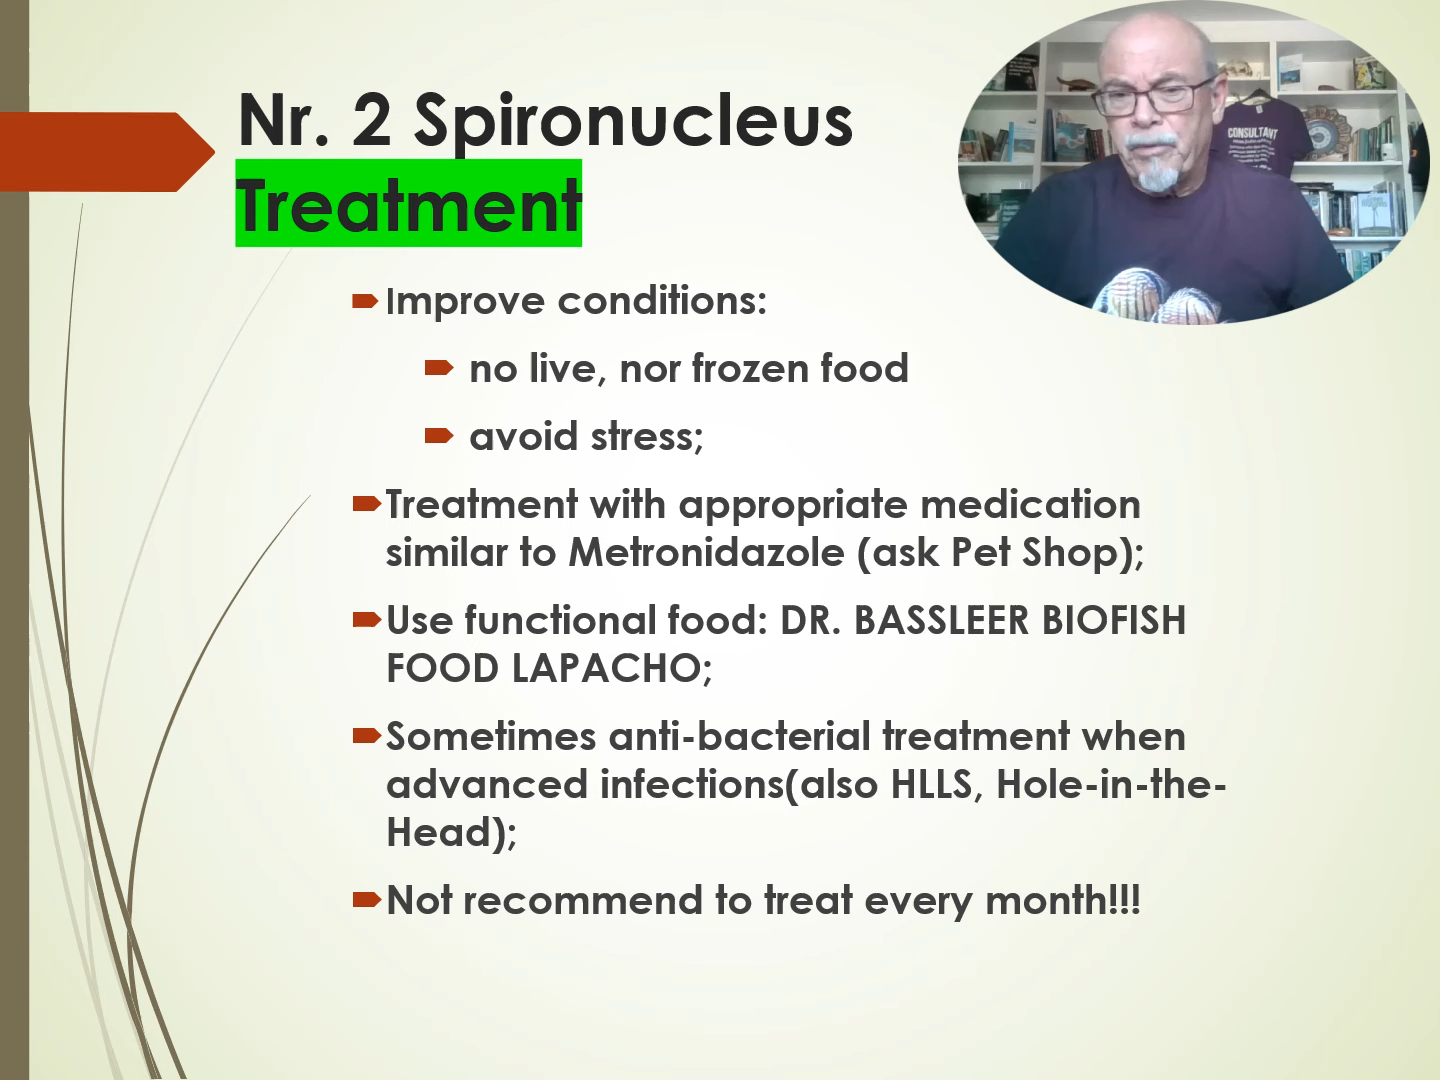 Nr. 2 Spironucleus
Treatment
Improve conditions:
no live, nor frozen food
avoid stress;
Treatment with appropriate medication
similar to Metronidazole (ask Pet Shop);
Use functional food: DR. BASSLEER BIOFISH
FOOD LAPACHO;
Sometimes anti-bacterial treatment when
advanced infections(also HLLS, Hole-in-the-
Head);
Not recommend to treat every month!!!
CONSULTANT